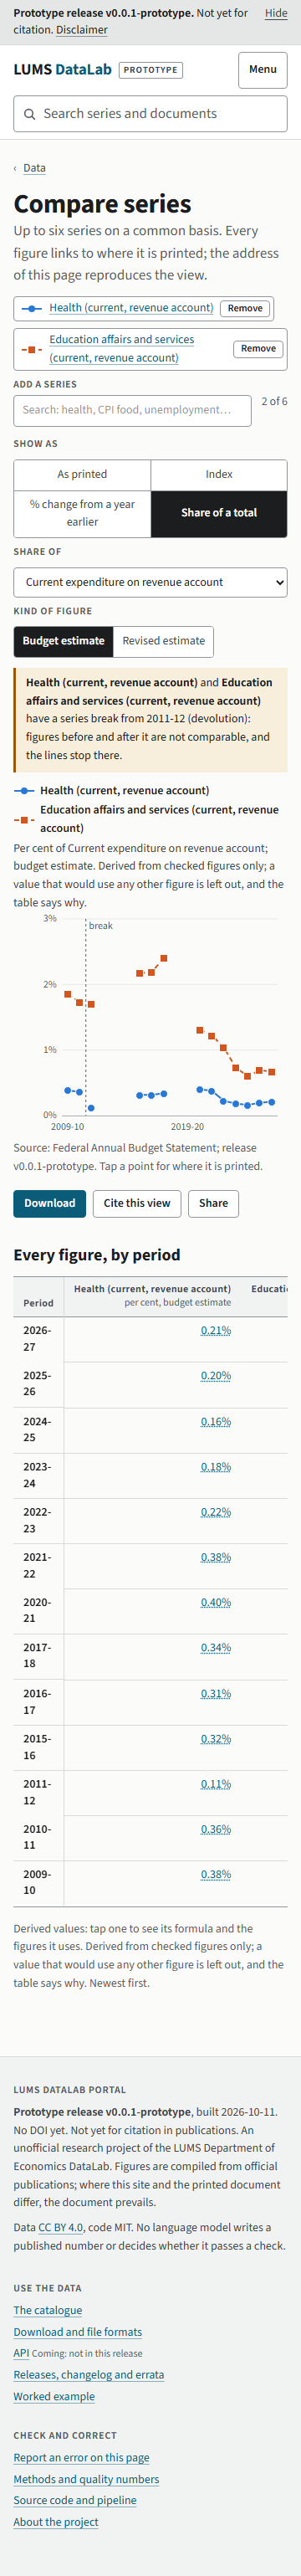 Prototype release v0.0.1-prototype. Not yet for Hide
citation. Disclaimer
LUMS DataLab PROTOTYPE Menu
Search series and documents
‹ Data
Compare series
Up to six series on a common basis. Every
figure links to where it is printed; the address
of this page reproduces the view.
Health (current, revenue account) Remove
Education affairs and services
(current, revenue account) Remove
ADD A SERIES
Search: health, CPI food, unemployment… 2 of 6
SHOW AS
As printed Index
% change from a year
earlier Share of a total
SHARE OF
Current expenditure on revenue account
KIND OF FIGURE
Budget estimate Revised estimate
Health (current, revenue account) and Education
affairs and services (current, revenue account)
have a series break from 2011-12 (devolution):
figures before and after it are not comparable, and
the lines stop there.
Health (current, revenue account)
Education affairs and services (current, revenue
account)
Per cent of Current expenditure on revenue account;
budget estimate. Derived from checked figures only; a
value that would use any other figure is left out, and the
table says why.
3%
break
2%
1%
0%
2009-10 2019-20
Source: Federal Annual Budget Statement; release
v0.0.1-prototype. Tap a point for where it is printed.
Download Cite this view Share
Every figure, by period
Period Health (current, revenue account) Educati
per cent, budget estimate
2026-
27 0.21%
2025-
26 0.20%
2024-
25 0.16%
2023-
24 0.18%
2022-
23 0.22%
2021-
22 0.38%
2020-
21 0.40%
2017-
18 0.34%
2016-
17 0.31%
2015-
16 0.32%
2011-
12 0.11%
2010-
11 0.36%
2009-
10 0.38%
Derived values: tap one to see its formula and the
figures it uses. Derived from checked figures only; a
value that would use any other figure is left out, and the
table says why. Newest first.
LUMS DATALAB PORTAL
Prototype release v0.0.1-prototype, built 2026-10-11.
No DOI yet. Not yet for citation in publications. An
unofficial research project of the LUMS Department of
Economics DataLab. Figures are compiled from official
publications; where this site and the printed document
differ, the document prevails.
Data CC BY 4.0, code MIT. No language model writes a
published number or decides whether it passes a check.
USE THE DATA
The catalogue
Download and file formats
API Coming: not in this release
Releases, changelog and errata
Worked example
CHECK AND CORRECT
Report an error on this page
Methods and quality numbers
Source code and pipeline
About the project